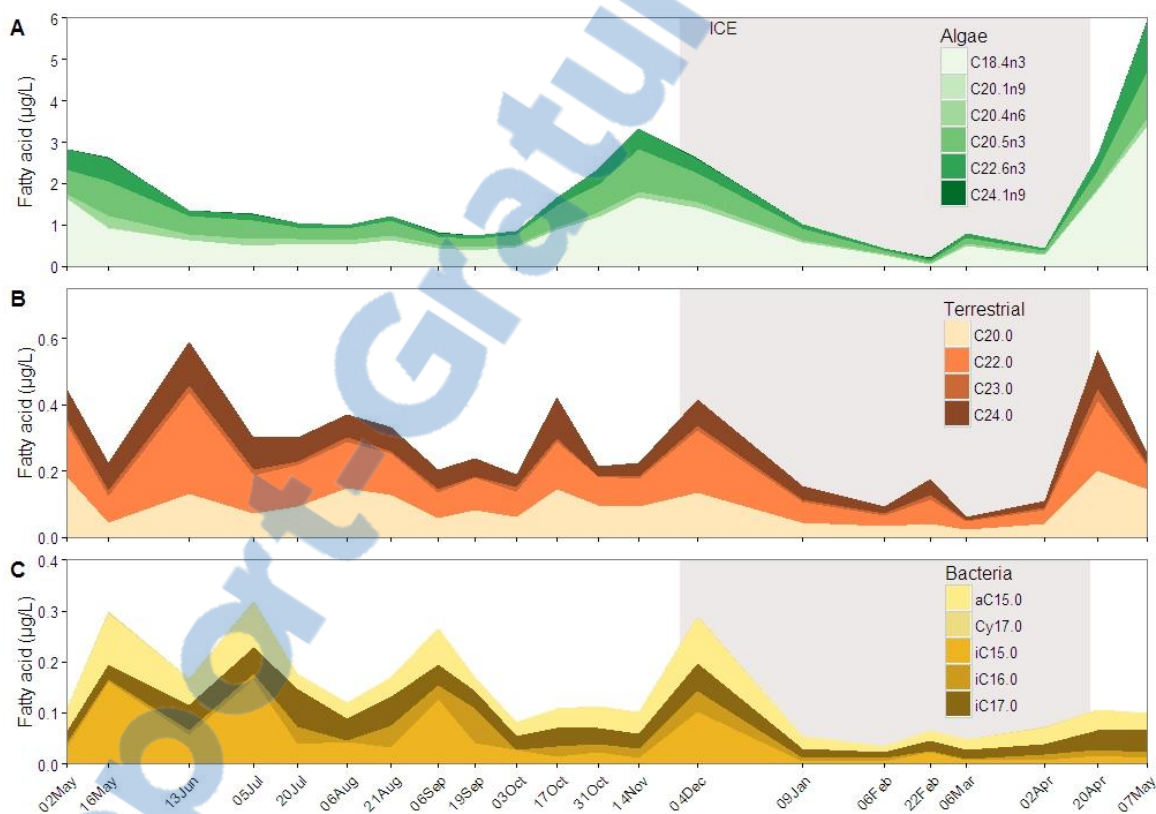 A
Fatty acid (µg/L)
6
5
4
3
2
1
0
ICE
Algae
C18.4n3
C20.1n9
C20.4n6
C20.5n3
C22.6n3
C24.1n9
B
Fatty acid (µg/L)
0.6
0.4
0.2
0.0
Terrestrial
C20.0
C22.0
C23.0
C24.0
C
Fatty acid (µg/L)
0.4
0.3
0.2
0.1
0.0
Bacteria
aC15.0
Cy17.0
iC15.0
iC16.0
iC17.0
02May
16May
13Jun
05Jul
20Jul
06Aug
21Aug
06Sep
19Sep
03Oct
17Oct
31Oct
14Nov
04Dec
09Jan
06Feb
22Feb
06Mar
02Apr
20Apr
07May
port-Gratui